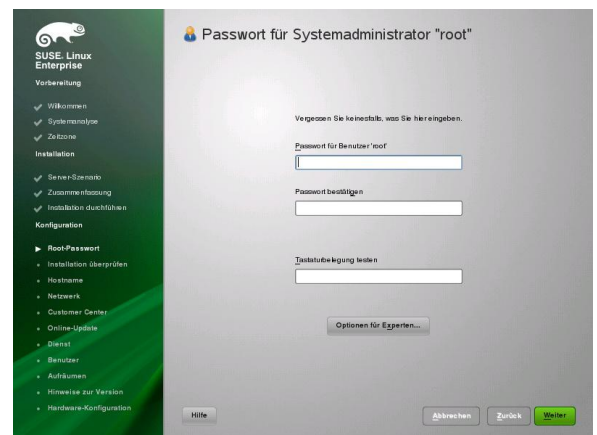 SUSE. Linux
Enterprise
Vorbereitung
Willkommen
Systemanalyse
Zeitzone
Installation
Server-Szenario
Zusammenfassung
Installation durchführen
Konfiguration
Root-Passwort
Installation überprüfen
Hostname
Netzwerk
Customer Center
Online-Update
Dienst
Benutzer
Aufräumen
Hinweise zur Version
Hardware-Konfiguration
Passwort für Systemadministrator "root"
Vergessen Sie keinesfalls, was Sie hier eingeben.
Passwort für Benutzer 'root'
Passwort bestätigen
Tastaturbelegung testen
Optionen für Experten...
Hilfe
Abbrechen
Zurück
Weiter